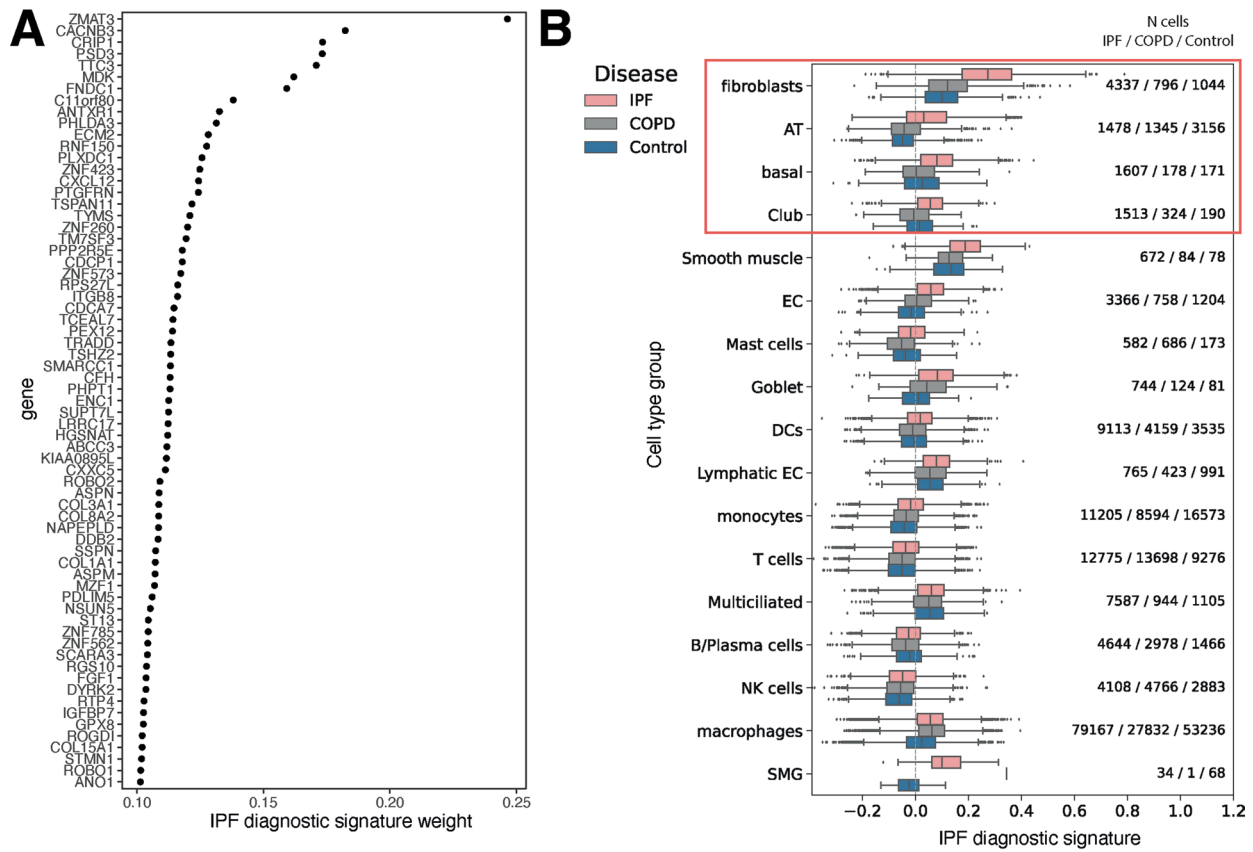 A
ZMAT3
CACNB3
CRIP1
PSD3
TTC3
MDK
FNDC1
C11orf80
ANTXR1
PHLDA3
ECM2
RNF150
PLXDC1
ZNF423
CXCL12
PTGFRN
TSPAN11
TYMS
ZNF260
TM7SF3
PPP2R5E
CDCP1
ZNF573
RPS27L
ITGB8
CDCA7
TCEAL7
PEX12
TRADD
TSHZ2
SMARCC1
CFH
PHPT1
ENC1
SUPT7L
LRRC17
HGSNAT
ABCC3
KIAA0895L
CXXC5
ROBO2
ASPN
COL3A1
COL8A2
NAPEPLD
DDB2
SSPN
COL1A1
ASPM
MZF1
PDLIM5
NSUN5
ST13
ZNF785
ZNF562
SCARA3
RGS10
FGF1
DYRK2
RTP4
IGFBP7
GPX8
ROGDI
COL15A1
STMN1
ROBO1
ANO1
gene
0.10 0.15 0.20 0.25
IPF diagnostic signature weight
B
N cells
IPF / COPD / Control
Disease
IPF
COPD
Control
Cell type group
fibroblasts 4337 / 796 / 1044
AT 1478 / 1345 / 3156
basal 1607 / 178 / 171
Club 1513 / 324 / 190
Smooth muscle 672 / 84 / 78
EC 3366 / 758 / 1204
Mast cells 582 / 686 / 173
Goblet 744 / 124 / 81
DCs 9113 / 4159 / 3535
Lymphatic EC 765 / 423 / 991
monocytes 11205 / 8594 / 16573
T cells 12775 / 13698 / 9276
Multiciliated 7587 / 944 / 1105
B/Plasma cells 4644 / 2978 / 1466
NK cells 4108 / 4766 / 2883
macrophages 79167 / 27832 / 53236
SMG 34 / 1 / 68
−0.2 0.0 0.2 0.4 0.6 0.8 1.0 1.2
IPF diagnostic signature